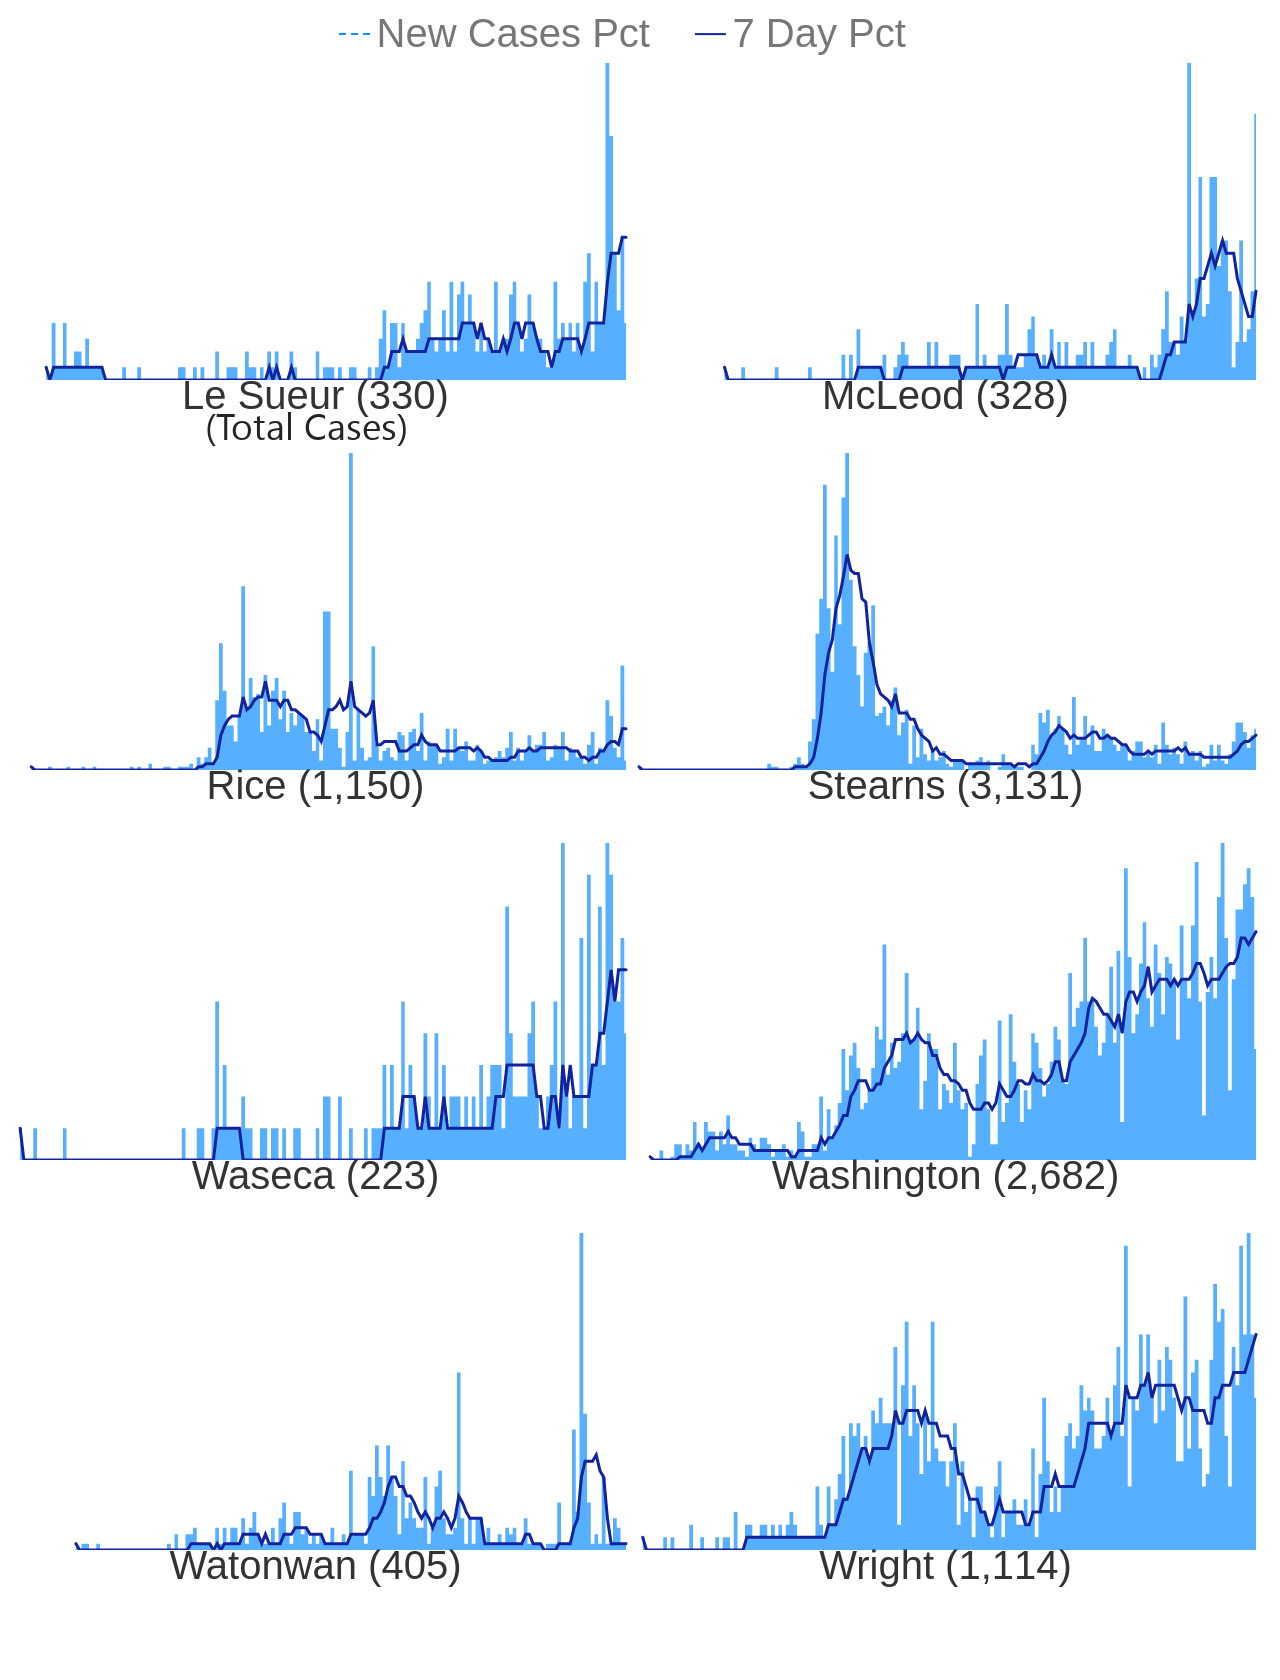 New Cases Pct 7 Day Pct
Le Sueur (330) McLeod (328)
(Total Cases)
Rice (1,150) Stearns (3,131)
Waseca (223) Washington (2,682)
Watonwan (405) Wright (1,114)